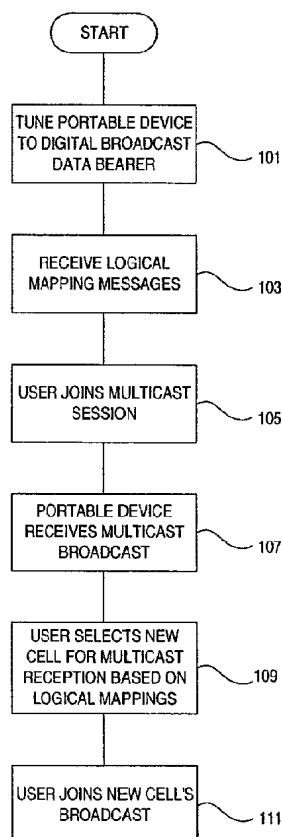 START
TUNE PORTABLE DEVICE
TO DIGITAL BROADCAST
DATA BEARER
101
RECEIVE LOGICAL
MAPPING MESSAGES
103
USER JOINS MULTICAST
SESSION
105
PORTABLE DEVICE
RECEIVES MULTICAST
BROADCAST
107
USER SELECTS NEW
CELL FOR MULTICAST
RECEPTION BASED ON
LOGICAL MAPPINGS
109
USER JOINS NEW CELL'S
BROADCAST
111